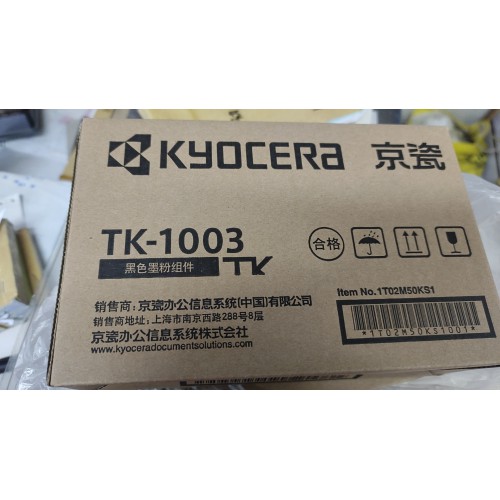 KYOCERA 京瓷
TK-1003
合格
黑色墨粉组件
TK
Item No.1T02M50KS1
销售商：京瓷办公信息系统(中国)有限公司
销售商地址：上海市南京西路288号8层
京瓷办公信息系统株式会社
www.kyoceradocumentsolutions.com
*1T02M50KS1001*